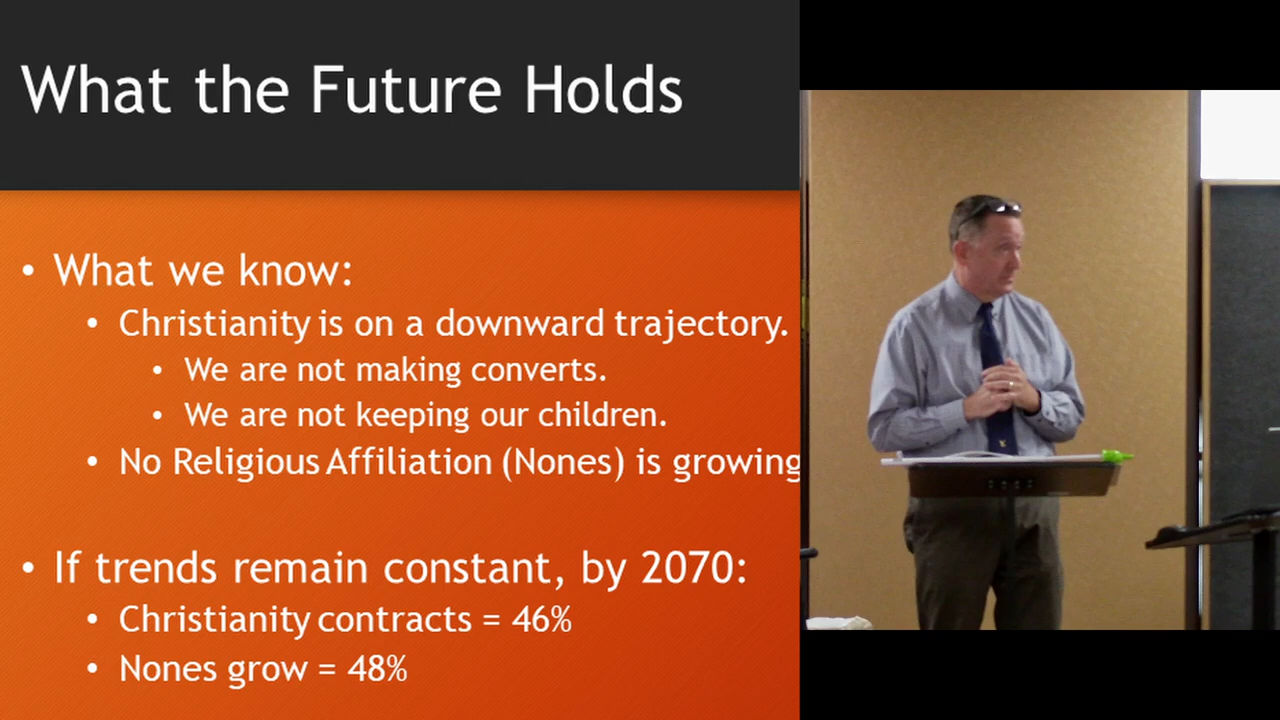 What the Future Holds
• What we know:
• Christianity is on a downward trajectory.
• We are not making converts.
• We are not keeping our children.
• No Religious Affiliation (Nones) is growing
• If trends remain constant, by 2070:
• Christianity contracts = 46%
• Nones grow = 48%